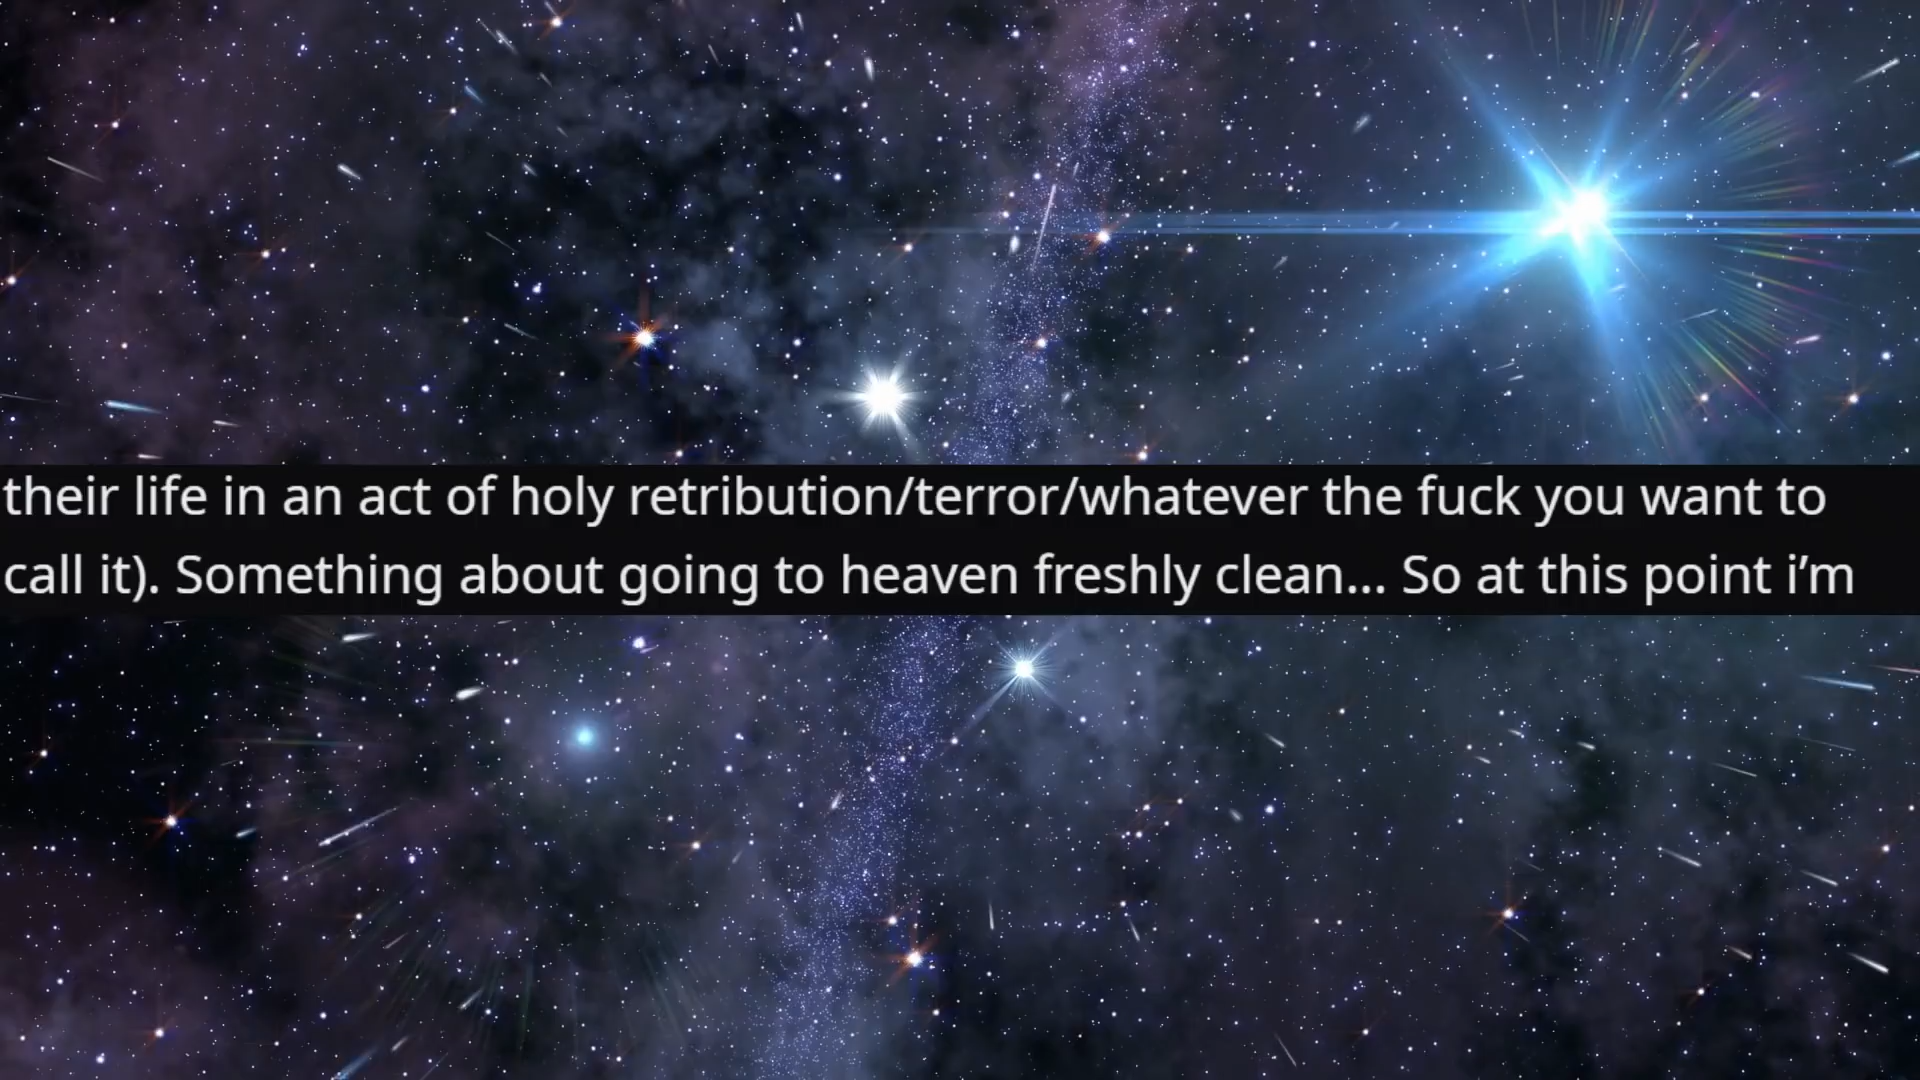 their life in an act of holy retribution/terror/whatever the fuck you want to
call it). Something about going to heaven freshly clean... So at this point i’m